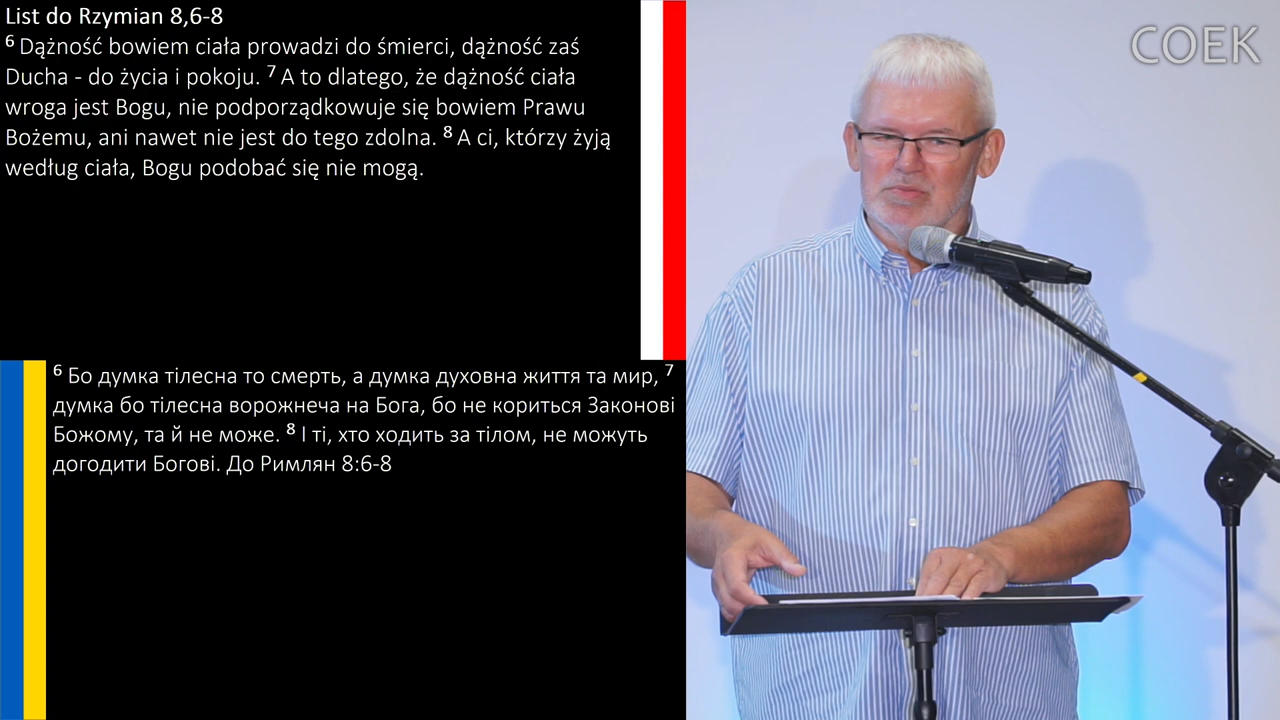 List do Rzymian 8,6-8
6 Dążność bowiem ciała prowadzi do śmierci, dążność zaś
Ducha - do życia i pokoju. 7 A to dlatego, że dążność ciała
wroga jest Bogu, nie podporządkowuje się bowiem Prawu
Bożemu, ani nawet nie jest do tego zdolna. 8 A ci, którzy żyją
według ciała, Bogu podobać się nie mogą.
6 Бо думка тілесна то смерть, а думка духовна життя та мир, 7
думка бо тілесна ворожнеча на Бога, бо не кориться Законові
Божому, та й не може. 8 І ті, хто ходить за тілом, не можуть
догодити Богові. До Римлян 8:6-8
COEK